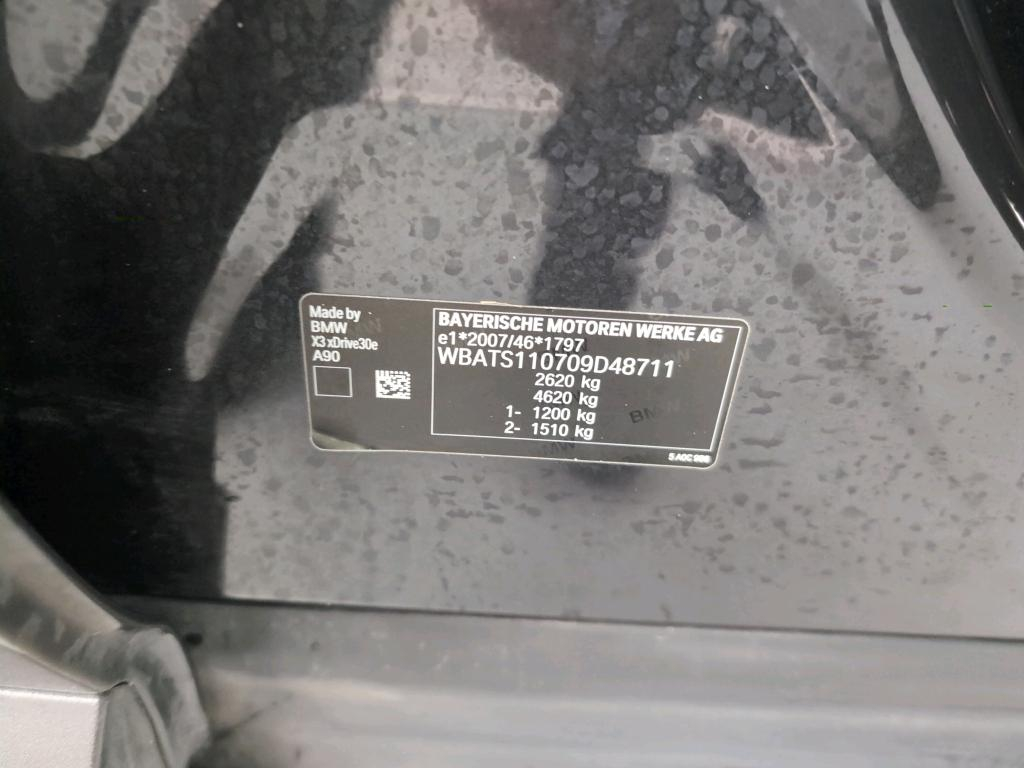 Made by
BMW
X3 xDrive30e
A90
BAYERISCHE MOTOREN WERKE AG
e1*2007/46*1797
WBATS110709D48711
2620 kg
4620 kg
1- 1200 kg
2- 1510 kg
BMW